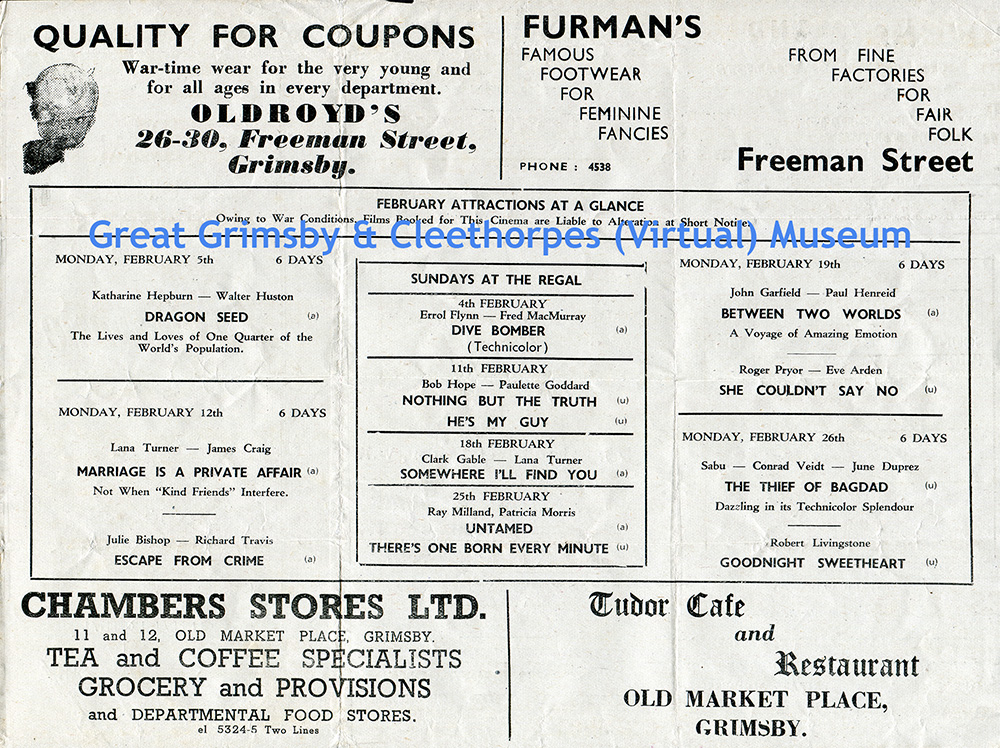 QUALITY FOR COUPONS
War-time wear for the very young and
for all ages in every department.
OLDROYD'S
26-30, Freeman Street,
Grimsby.
FURMAN'S
FAMOUS
FOOTWEAR
FOR
FEMININE
FANCIES
FROM FINE
FACTORIES
FOR
FAIR
FOLK
PHONE : 4538
Freeman Street
FEBRUARY ATTRACTIONS AT A GLANCE
Owing to War Conditions, Films Booked for This Cinema are Liable to Alteration at Short Notice.
Great Grimsby & Cleethorpes (Virtual) Museum
MONDAY, FEBRUARY 5th 6 DAYS
Katharine Hepburn — Walter Huston
DRAGON SEED (a)
The Lives and Loves of One Quarter of the
World's Population.
MONDAY, FEBRUARY 12th 6 DAYS
Lana Turner — James Craig
MARRIAGE IS A PRIVATE AFFAIR (a)
Not When "Kind Friends" Interfere.
Julie Bishop — Richard Travis
ESCAPE FROM CRIME (a)
SUNDAYS AT THE REGAL
4th FEBRUARY
Errol Flynn — Fred MacMurray
DIVE BOMBER (a)
(Technicolor)
11th FEBRUARY
Bob Hope — Paulette Goddard
NOTHING BUT THE TRUTH (u)
HE'S MY GUY (u)
18th FEBRUARY
Clark Gable — Lana Turner
SOMEWHERE I'LL FIND YOU (a)
25th FEBRUARY
Ray Milland, Patricia Morris
UNTAMED (a)
THERE'S ONE BORN EVERY MINUTE (u)
MONDAY, FEBRUARY 19th 6 DAYS
John Garfield — Paul Henreid
BETWEEN TWO WORLDS (a)
A Voyage of Amazing Emotion
Roger Pryor — Eve Arden
SHE COULDN'T SAY NO (u)
MONDAY, FEBRUARY 26th 6 DAYS
Sabu — Conrad Veidt — June Duprez
THE THIEF OF BAGDAD (u)
Dazzling in its Technicolor Splendour
Robert Livingstone
GOODNIGHT SWEETHEART (u)
CHAMBERS STORES LTD.
11 and 12, OLD MARKET PLACE, GRIMSBY.
TEA and COFFEE SPECIALISTS
GROCERY and PROVISIONS
and DEPARTMENTAL FOOD STORES.
el 5324-5 Two Lines
Tudor Cafe
and
Restaurant
OLD MARKET PLACE,
GRIMSBY.